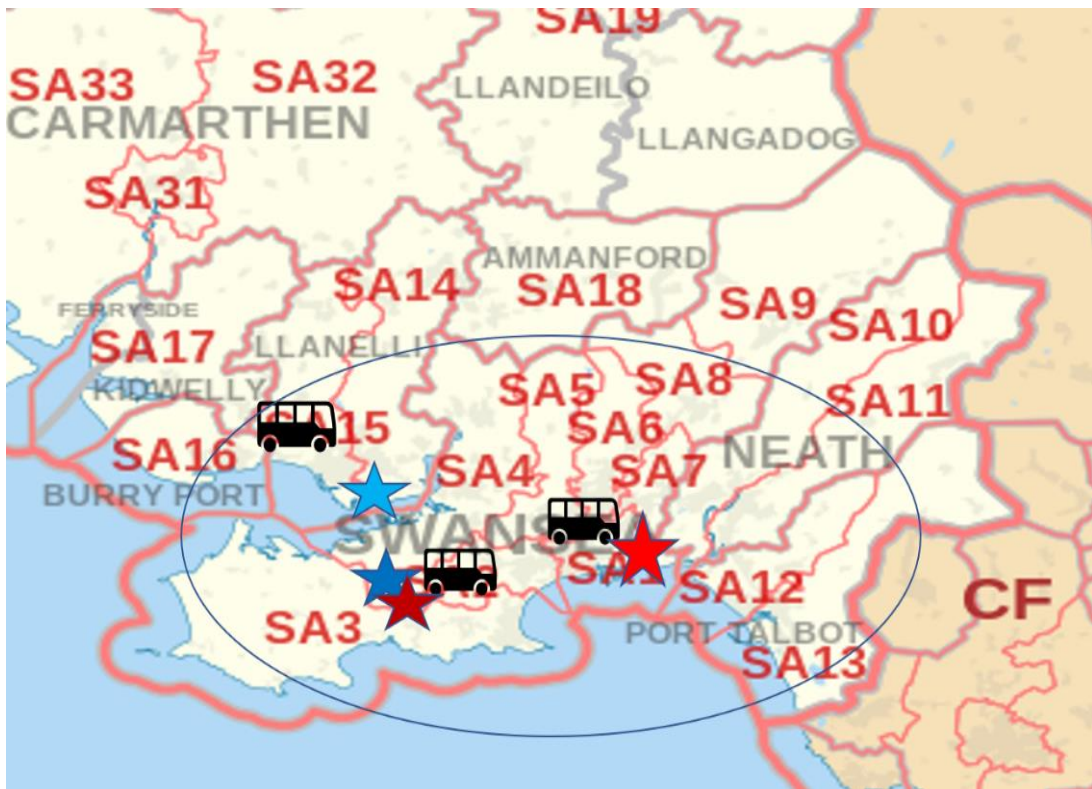 SA19
SA33
SA32
LLANDEILO
CARMARTHEN
LLANGADOG
SA31
AMMANFORD
SA14
SA18
SA9
FERRYSIDE
SA10
SA17
LLANELLI
KIDWELLY
SA5
SA8
SA11
15
SA6
SA16
SA4
SA7
NEATH
BURRY PORT
SWANSE
SA12
CF
SA3
PORT TALBOT
SA13